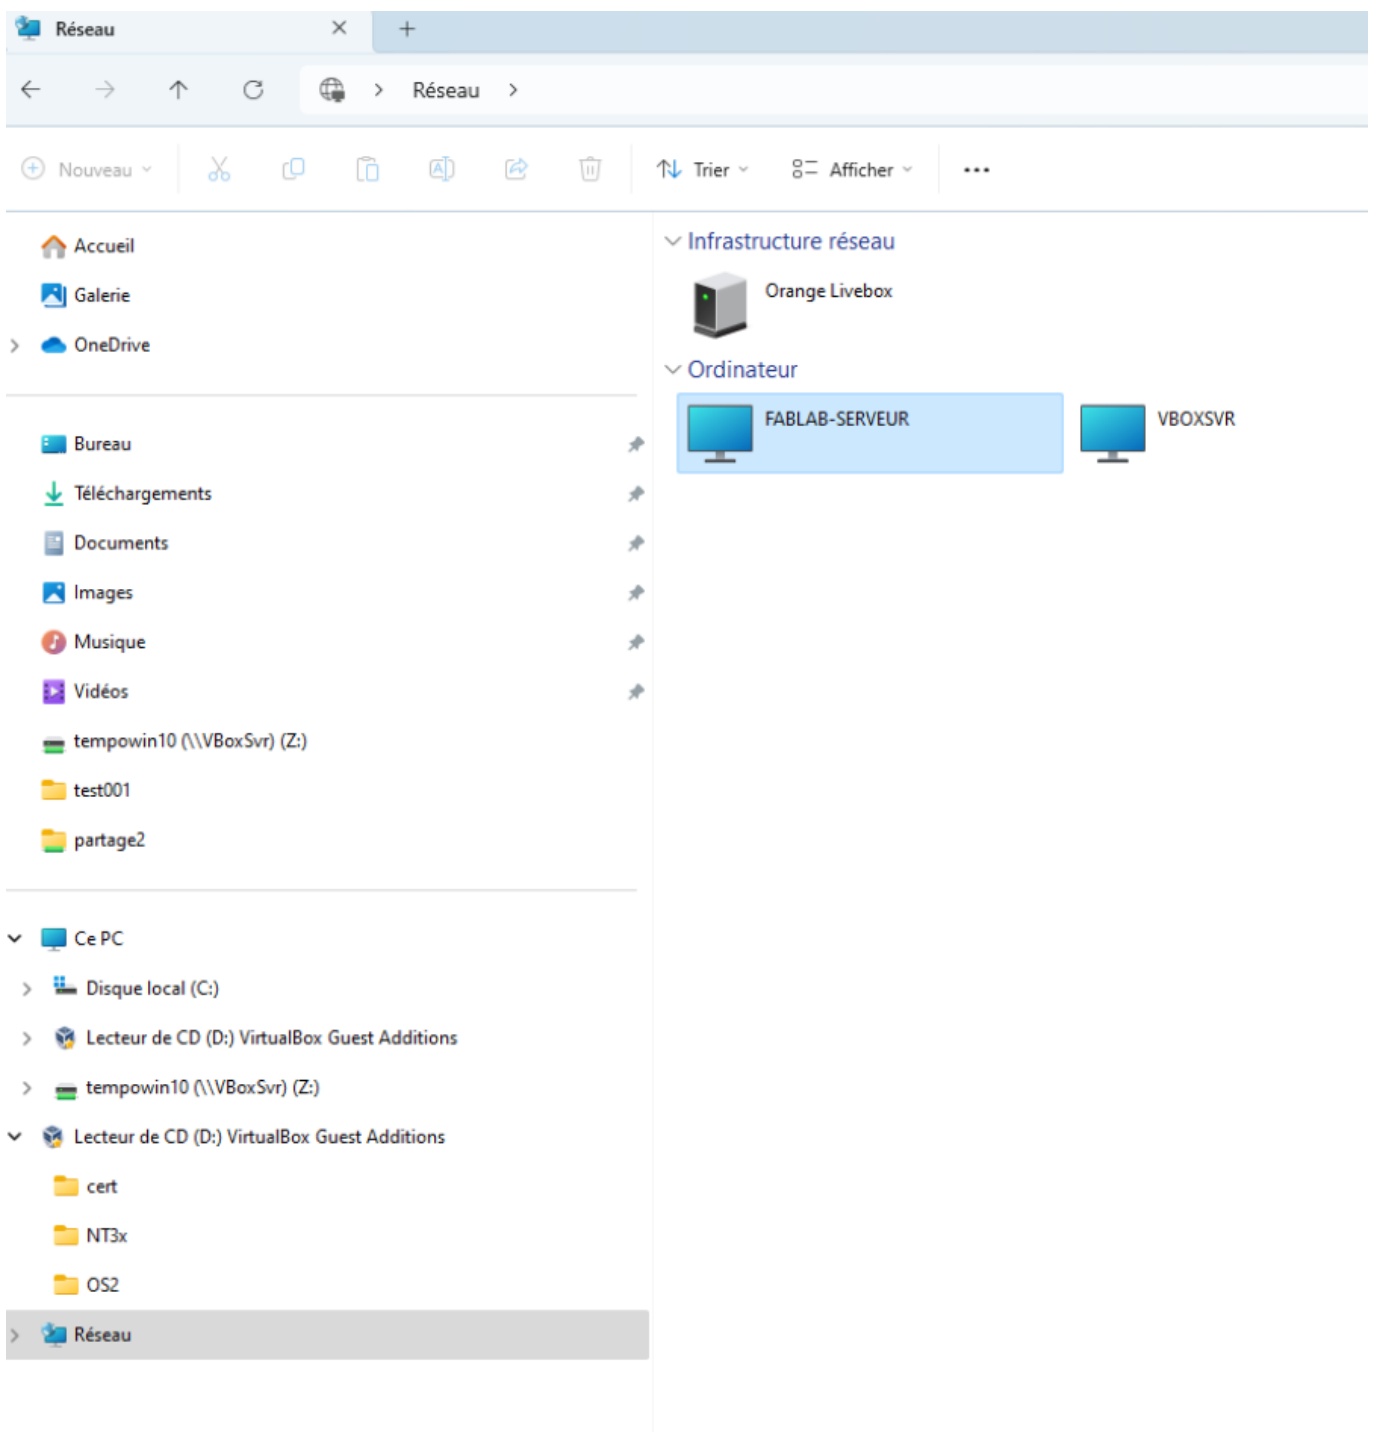 Réseau
Réseau
Nouveau
Trier
Afficher
Accueil
Galerie
OneDrive
Bureau
Téléchargements
Documents
Images
Musique
Vidéos
tempowin10 (\\VBoxSvr) (Z:)
test001
partage2
Ce PC
Disque local (C:)
Lecteur de CD (D:) VirtualBox Guest Additions
tempowin10 (\\VBoxSvr) (Z:)
Lecteur de CD (D:) VirtualBox Guest Additions
cert
NT3x
OS2
Réseau
Infrastructure réseau
Orange Livebox
Ordinateur
FABLAB-SERVEUR
VBOXSVR